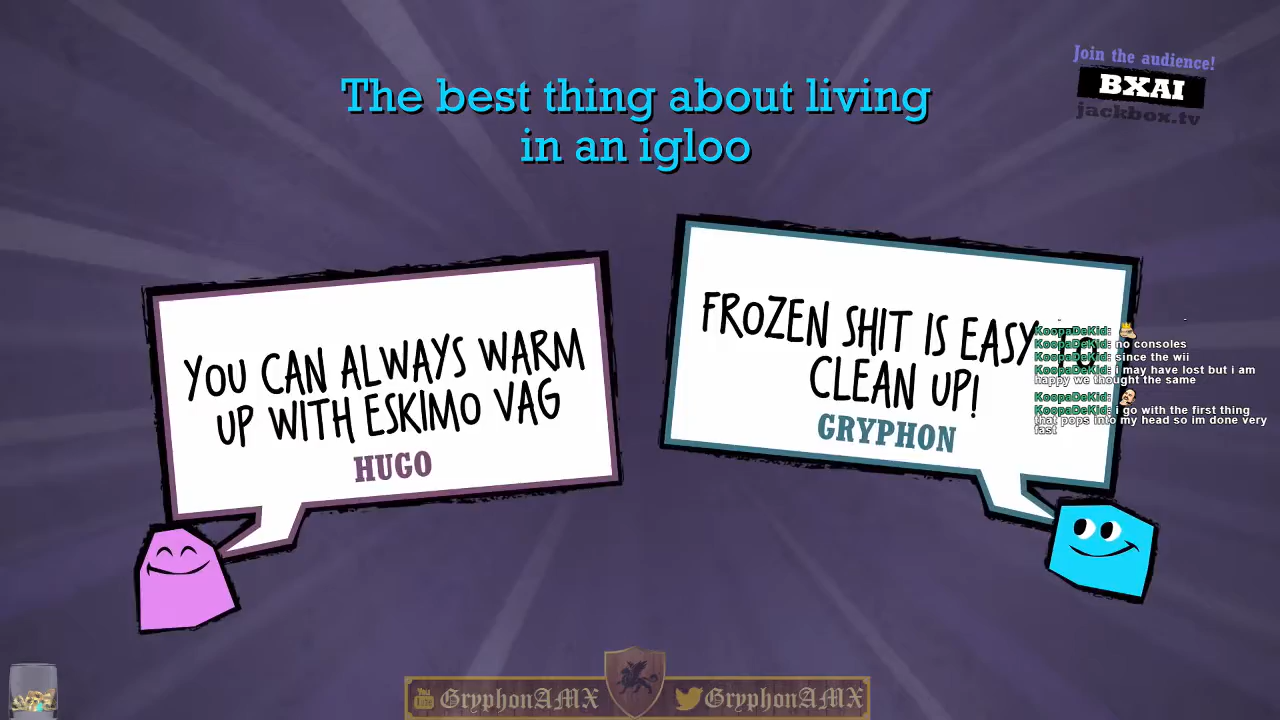 Join the audience!
BXAI
jackbox.tv
The best thing about living
in an igloo
YOU CAN ALWAYS WARM
UP WITH ESKIMO VAG
HUGO
FROZEN SHIT IS EASY TO
CLEAN UP!
GRYPHON
KoopaDeKid:
KoopaDeKid: no consoles
KoopaDeKid: since the wii
KoopaDeKid: i may have lost but i am
happy we thought the same
KoopaDeKid:
KoopaDeKid: i go with the first thing
that pops into my head so im done very
fast
You Tube GryphonAMX
GryphonAMX